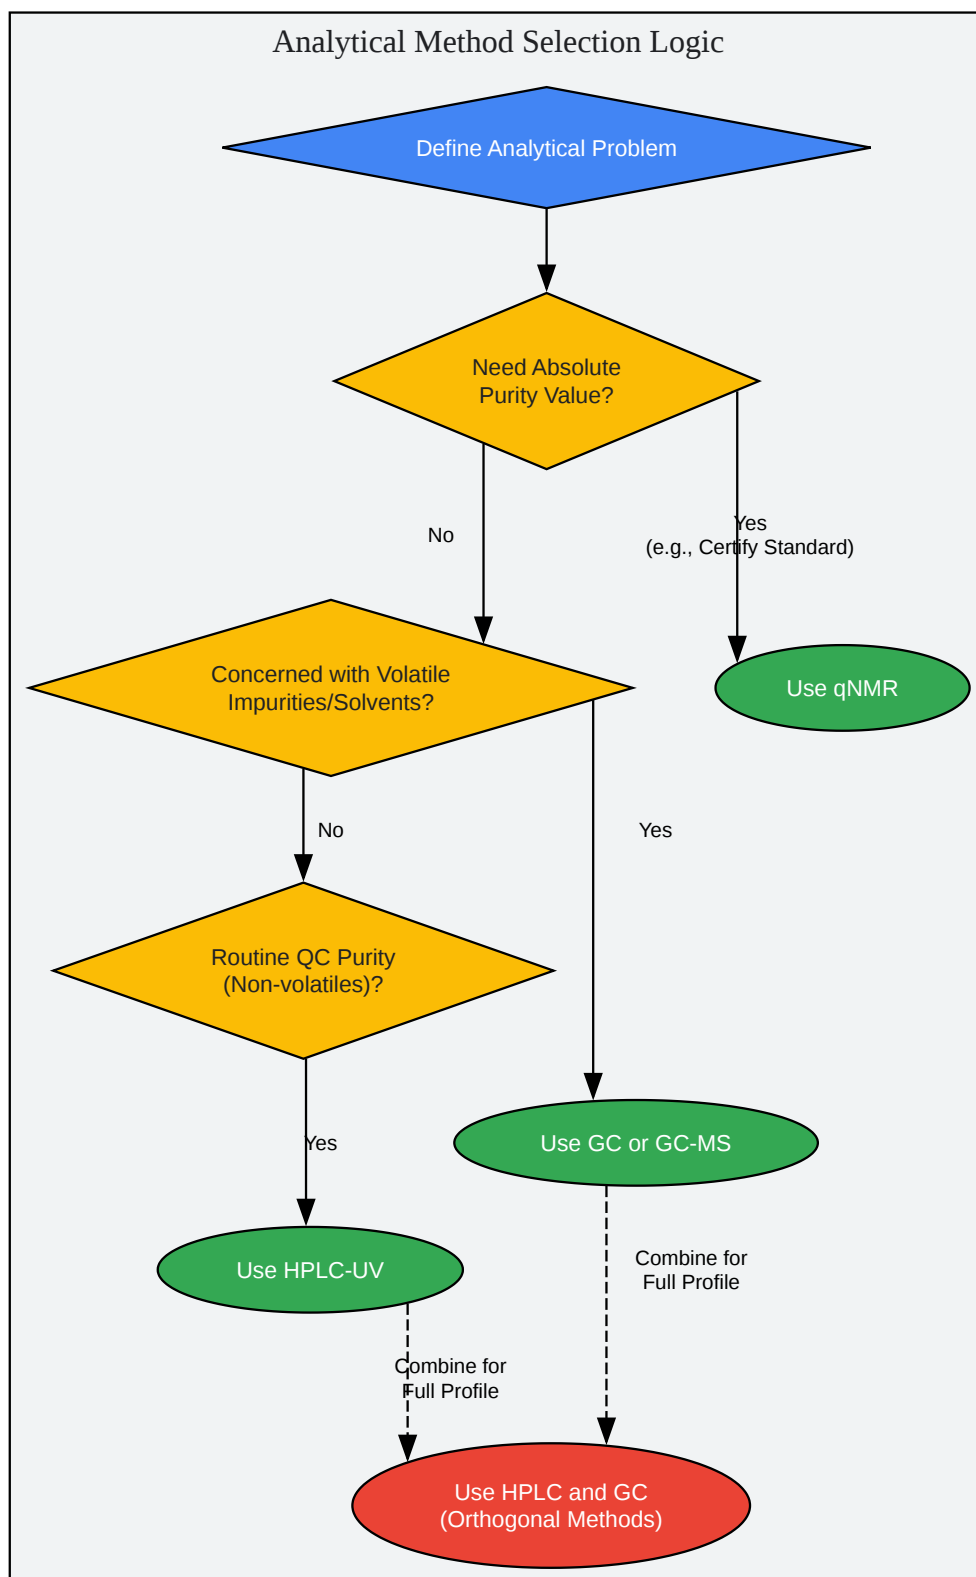 Analytical Method Selection Logic
Define Analytical Problem
Need Absolute
Purity Value?
No
Yes
(e.g., Certify Standard)
Concerned with Volatile
Impurities/Solvents?
Use qNMR
No
Yes
Routine QC Purity
(Non-volatiles)?
Yes
Use GC or GC-MS
Use HPLC-UV
Combine for
Full Profile
Combine for
Full Profile
Use HPLC and GC
(Orthogonal Methods)